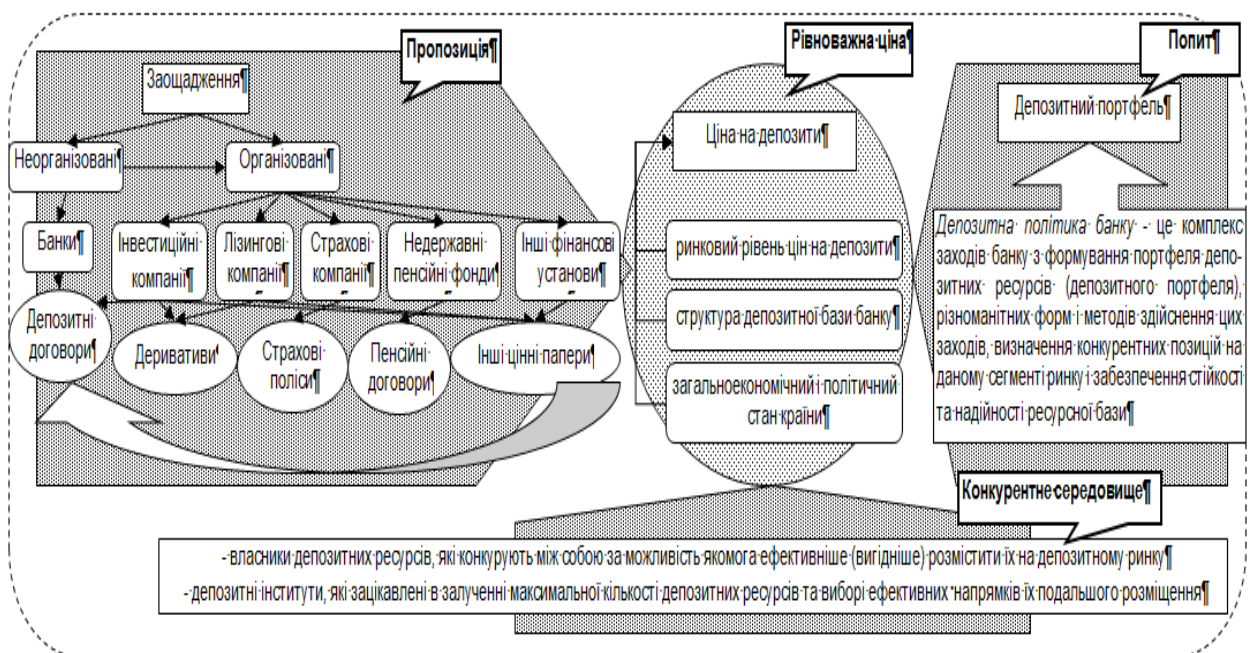 Пропозиція¶
Рівноважна·ціна¶
Попит¶
Заощадження¶
Неорганізовані¶
Організовані¶
Банки¶
Інвестиційні·
компанії¶
Лізингові·
компанії¶
Страхові·
компанії¶
Недержавні·
пенсійні·фонди¶
Інші·фінансові
установи¶
Депозитні·
договори¶
Деривативи¶
Страхові·
поліси¶
Пенсійні·
договори¶
Інші·цінні·папери¶
Ціна·на·депозити¶
ринковий·рівень·цін·на·депозити¶
структура·депозитної·бази·банку¶
загальноекономічний·і·політичний·
стан·країни¶
Депозитний·портфель¶
Депозитна·політика·банку·-·це·комплекс·
заходів·банку·з·формування·портфеля·депо-
зитних·ресурсів·(депозитного·портфеля),·
різноманітних·форм·і·методів·здійснення·цих·
заходів,·визначення·конкурентних·позицій·на·
даному·сегменті·ринку·і·забезпечення·стійкості·
та·надійності·ресурсної·бази¶
Конкурентне·середовище¶
-·власники·депозитних·ресурсів,·які·конкурують·між·собою·за·можливість·якомога·ефективніше·(вигідніше)·розмістити·їх·на·депозитному·ринку¶
-·депозитні·інститути,·які·зацікавлені·в·залученні·максимальної·кількості·депозитних·ресурсів·та·виборі·ефективних·напрямків·їх·подальшого·розміщення¶